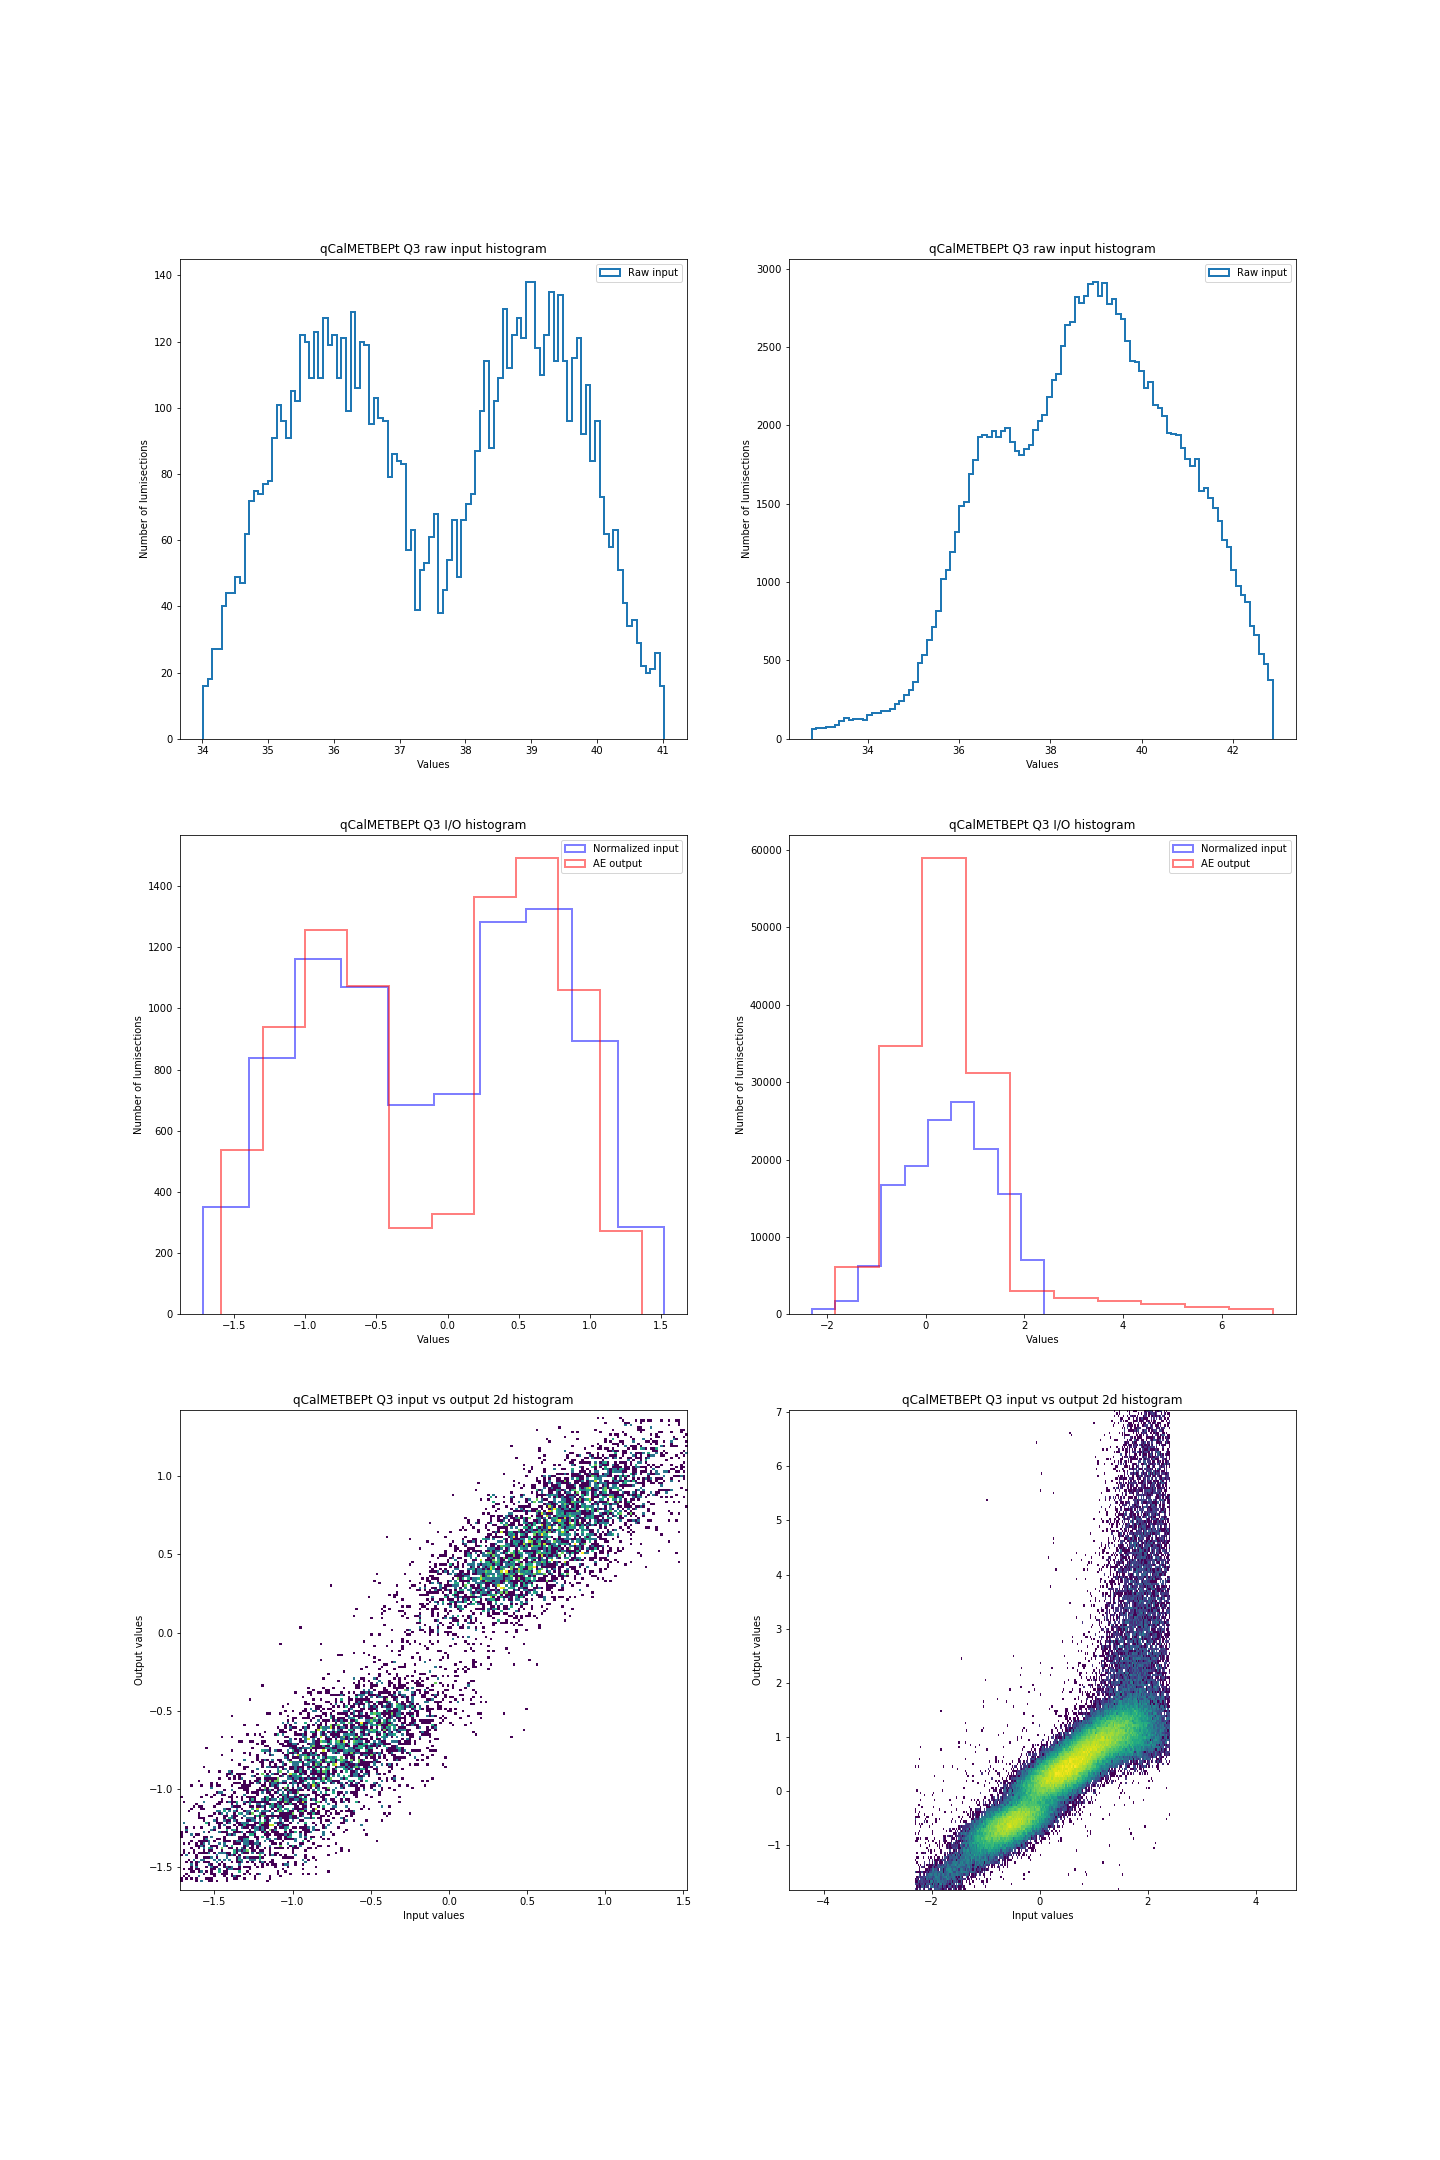 qCalMETBEPt Q3 raw input histogram
Raw input
140
120
100
80
60
40
20
0
Number of lumisections
34 35 36 37 38 39 40 41
Values
qCalMETBEPt Q3 raw input histogram
Raw input
3000
2500
2000
1500
1000
500
0
Number of lumisections
34 36 38 40 42
Values
qCalMETBEPt Q3 I/O histogram
Normalized input
AE output
1400
1200
1000
800
600
400
200
0
Number of lumisections
−1.5 −1.0 −0.5 0.0 0.5 1.0 1.5
Values
qCalMETBEPt Q3 I/O histogram
Normalized input
AE output
60000
50000
40000
30000
20000
10000
0
Number of lumisections
−2 0 2 4 6
Values
qCalMETBEPt Q3 input vs output 2d histogram
1.0
0.5
0.0
−0.5
−1.0
−1.5
Output values
−1.5 −1.0 −0.5 0.0 0.5 1.0 1.5
Input values
qCalMETBEPt Q3 input vs output 2d histogram
7
6
5
4
3
2
1
0
−1
Output values
−4 −2 0 2 4
Input values